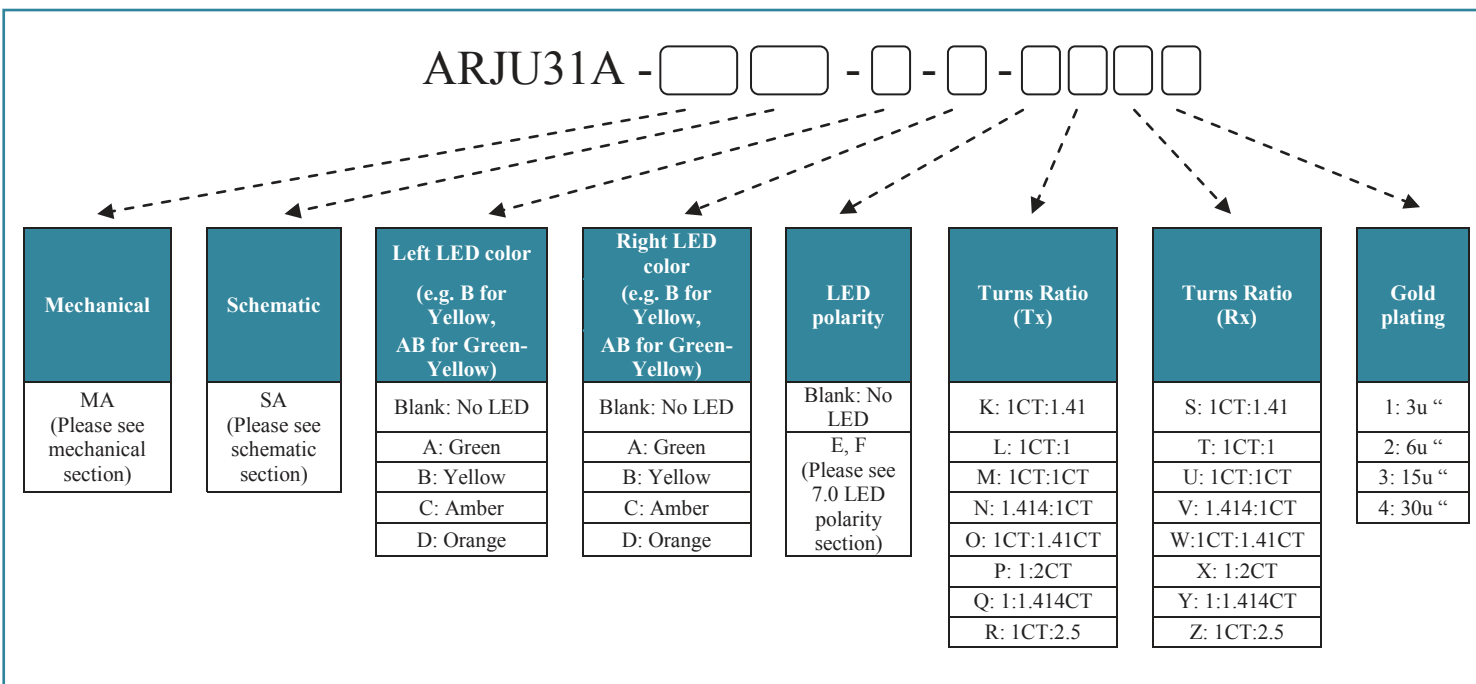 ARJU31A - - - -
Mechanical
MA
(Please see
mechanical
section)
Schematic
SA
(Please see
schematic
section)
Left LED color
(e.g. B for
Yellow,
AB for Green-
Yellow)
Blank: No LED
A: Green
B: Yellow
C: Amber
D: Orange
Right LED
color
(e.g. B for
Yellow,
AB for Green-
Yellow)
Blank: No LED
A: Green
B: Yellow
C: Amber
D: Orange
LED
polarity
Blank: No
LED
E, F
(Please see
7.0 LED
polarity
section)
Turns Ratio
(Tx)
K: 1CT:1.41
L: 1CT:1
M: 1CT:1CT
N: 1.414:1CT
O: 1CT:1.41CT
P: 1:2CT
Q: 1:1.414CT
R: 1CT:2.5
Turns Ratio
(Rx)
S: 1CT:1.41
T: 1CT:1
U: 1CT:1CT
V: 1.414:1CT
W:1CT:1.41CT
X: 1:2CT
Y: 1:1.414CT
Z: 1CT:2.5
Gold
plating
1: 3u “
2: 6u “
3: 15u “
4: 30u “